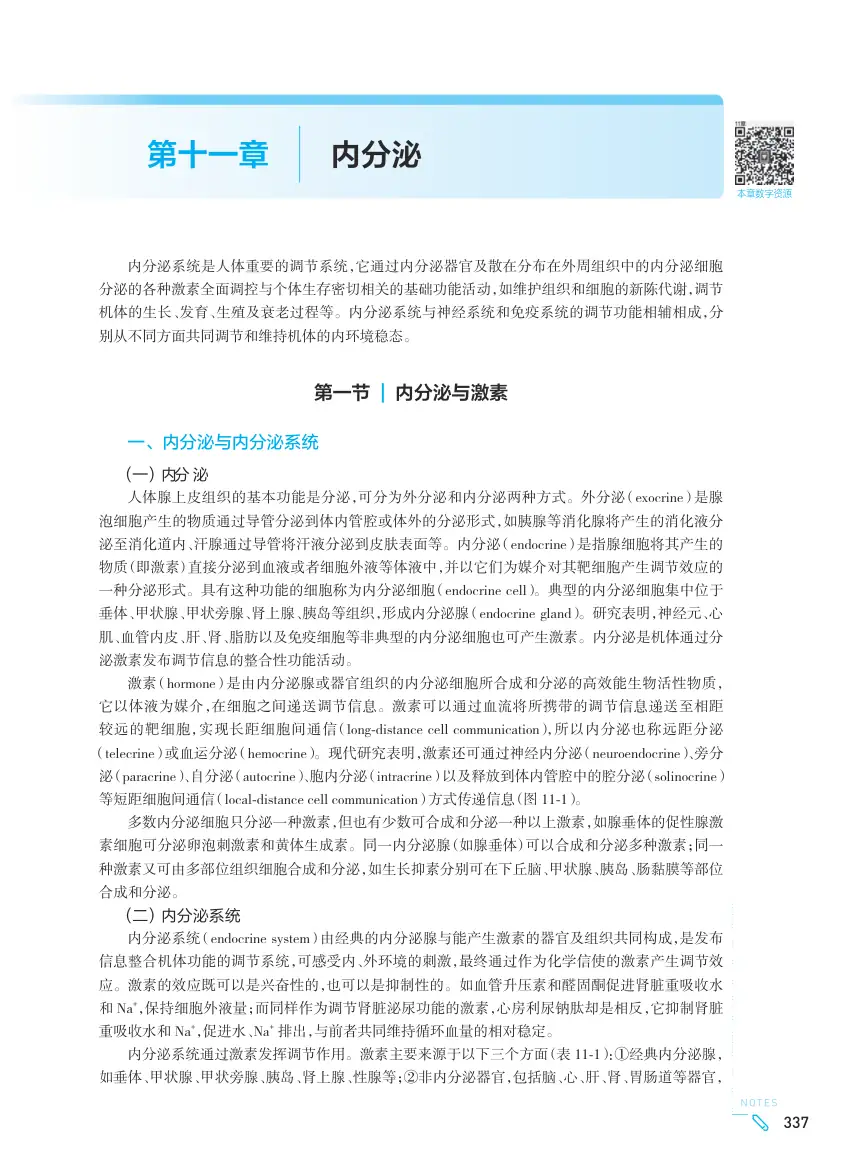 第十一章 内分泌
11章
本章数字资源
内分泌系统是人体重要的调节系统,它通过内分泌器官及散在分布在外周组织中的内分泌细胞
分泌的各种激素全面调控与个体生存密切相关的基础功能活动,如维护组织和细胞的新陈代谢,调节
机体的生长、发育、生殖及衰老过程等。内分泌系统与神经系统和免疫系统的调节功能相辅相成,分
别从不同方面共同调节和维持机体的内环境稳态。
第一节 | 内分泌与激素
一、内分泌与内分泌系统
(一) 内分泌
人体腺上皮组织的基本功能是分泌,可分为外分泌和内分泌两种方式。外分泌(exocrine)是腺
泡细胞产生的物质通过导管分泌到体内管腔或体外的分泌形式,如胰腺等消化腺将产生的消化液分
泌至消化道内、汗腺通过导管将汗液分泌到皮肤表面等。内分泌(endocrine)是指腺细胞将其产生的
物质(即激素)直接分泌到血液或者细胞外液等体液中,并以它们为媒介对其靶细胞产生调节效应的
一种分泌形式。具有这种功能的细胞称为内分泌细胞(endocrine cell)。典型的内分泌细胞集中位于
垂体、甲状腺、甲状旁腺、肾上腺、胰岛等组织,形成内分泌腺(endocrine gland)。研究表明,神经元、心
肌、血管内皮、肝、肾、脂肪以及免疫细胞等非典型的内分泌细胞也可产生激素。内分泌是机体通过分
泌激素发布调节信息的整合性功能活动。
激素(hormone)是由内分泌腺或器官组织的内分泌细胞所合成和分泌的高效能生物活性物质,
它以体液为媒介,在细胞之间递送调节信息。激素可以通过血流将所携带的调节信息递送至相距
较远的靶细胞,实现长距细胞间通信(long-distance cell communication),所以内分泌也称远距分泌
(telecrine)或血运分泌(hemocrine)。现代研究表明,激素还可通过神经内分泌(neuroendocrine)、旁分
泌(paracrine)、自分泌(autocrine)、胞内分泌(intracrine)以及释放到体内管腔中的腔分泌(solinocrine)
等短距细胞间通信(local-distance cell communication)方式传递信息(图 11-1)。
多数内分泌细胞只分泌一种激素,但也有少数可合成和分泌一种以上激素,如腺垂体的促性腺激
素细胞可分泌卵泡刺激素和黄体生成素。同一内分泌腺(如腺垂体)可以合成和分泌多种激素;同一
种激素又可由多部位组织细胞合成和分泌,如生长抑素分别可在下丘脑、甲状腺、胰岛、肠黏膜等部位
合成和分泌。
(二) 内分泌系统
内分泌系统(endocrine system)由经典的内分泌腺与能产生激素的器官及组织共同构成,是发布
信息整合机体功能的调节系统,可感受内、外环境的刺激,最终通过作为化学信使的激素产生调节效
应。激素的效应既可以是兴奋性的,也可以是抑制性的。如血管升压素和醛固酮促进肾脏重吸收水
和 Na⁺,保持细胞外液量;而同样作为调节肾脏泌尿功能的激素,心房利尿钠肽却是相反,它抑制肾脏
重吸收水和 Na⁺,促进水、Na⁺ 排出,与前者共同维持循环血量的相对稳定。
内分泌系统通过激素发挥调节作用。激素主要来源于以下三个方面(表 11-1):①经典内分泌腺,
如垂体、甲状腺、甲状旁腺、胰岛、肾上腺、性腺等;②非内分泌器官,包括脑、心、肝、肾、胃肠道等器官,
NOTES
337